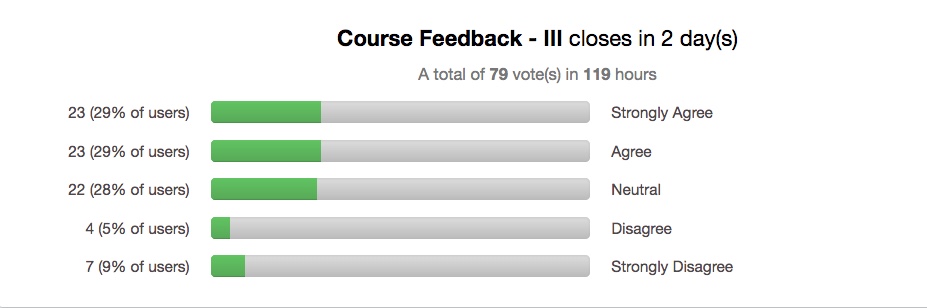 Course Feedback - III closes in 2 day(s)
A total of 79 vote(s) in 119 hours
23 (29% of users) Strongly Agree
23 (29% of users) Agree
22 (28% of users) Neutral
4 (5% of users) Disagree
7 (9% of users) Strongly Disagree